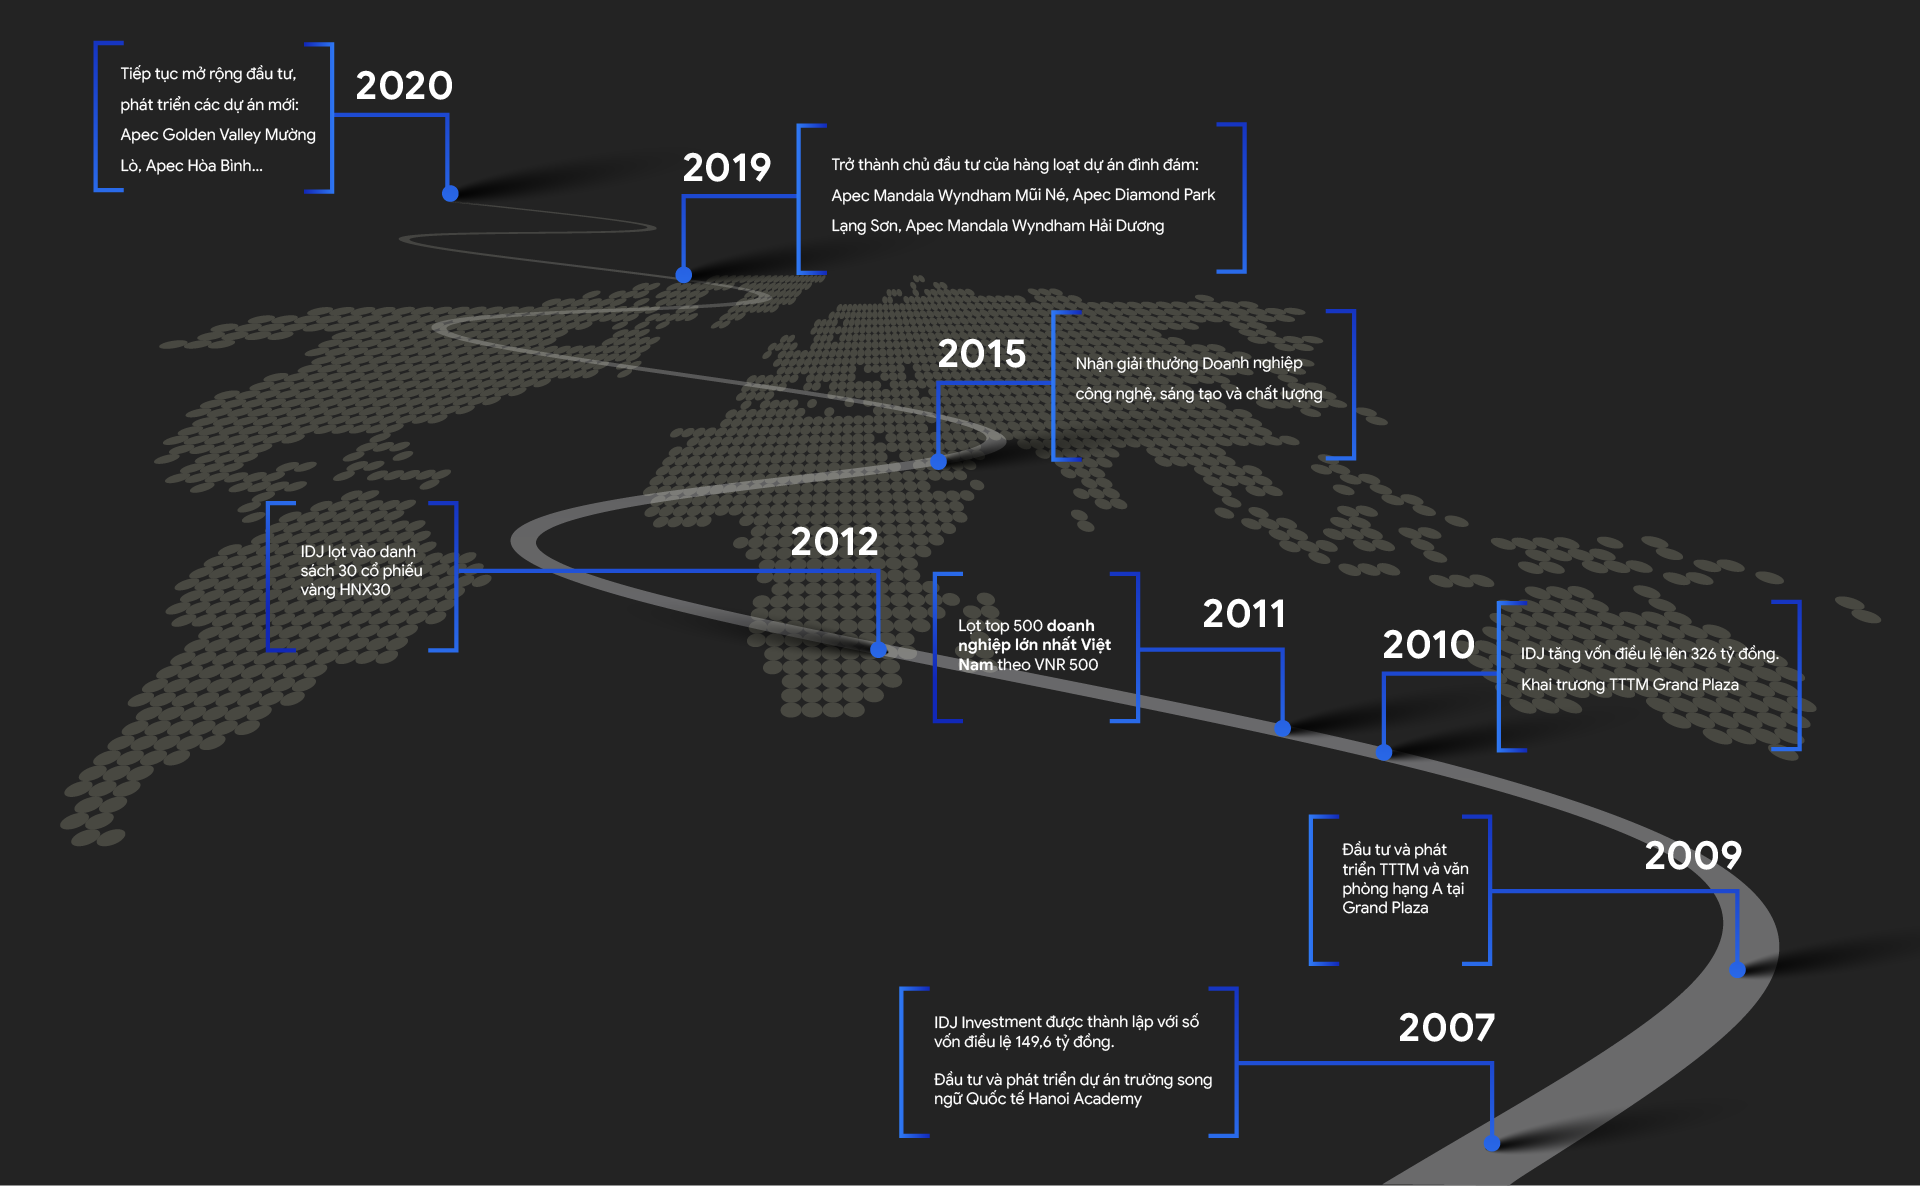 2020
Tiếp tục mở rộng đầu tư,
phát triển các dự án mới:
Apec Golden Valley Mường
Lò, Apec Hòa Bình...
2019
Trở thành chủ đầu tư của hàng loạt dự án đình đám:
Apec Mandala Wyndham Mũi Né, Apec Diamond Park
Lạng Sơn, Apec Mandala Wyndham Hải Dương
2015
Nhận giải thưởng Doanh nghiệp
công nghệ, sáng tạo và chất lượng
2012
IDJ lọt vào danh
sách 30 cổ phiếu
vàng HNX30
2011
Lọt top 500 doanh
nghiệp lớn nhất Việt
Nam theo VNR 500
2010
IDJ tăng vốn điều lệ lên 326 tỷ đồng.
Khai trương TTTM Grand Plaza
2009
Đầu tư và phát
triển TTTM và văn
phòng hạng A tại
Grand Plaza
2007
IDJ Investment được thành lập với số
vốn điều lệ 149,6 tỷ đồng.
Đầu tư và phát triển dự án trường song
ngữ Quốc tế Hanoi Academy